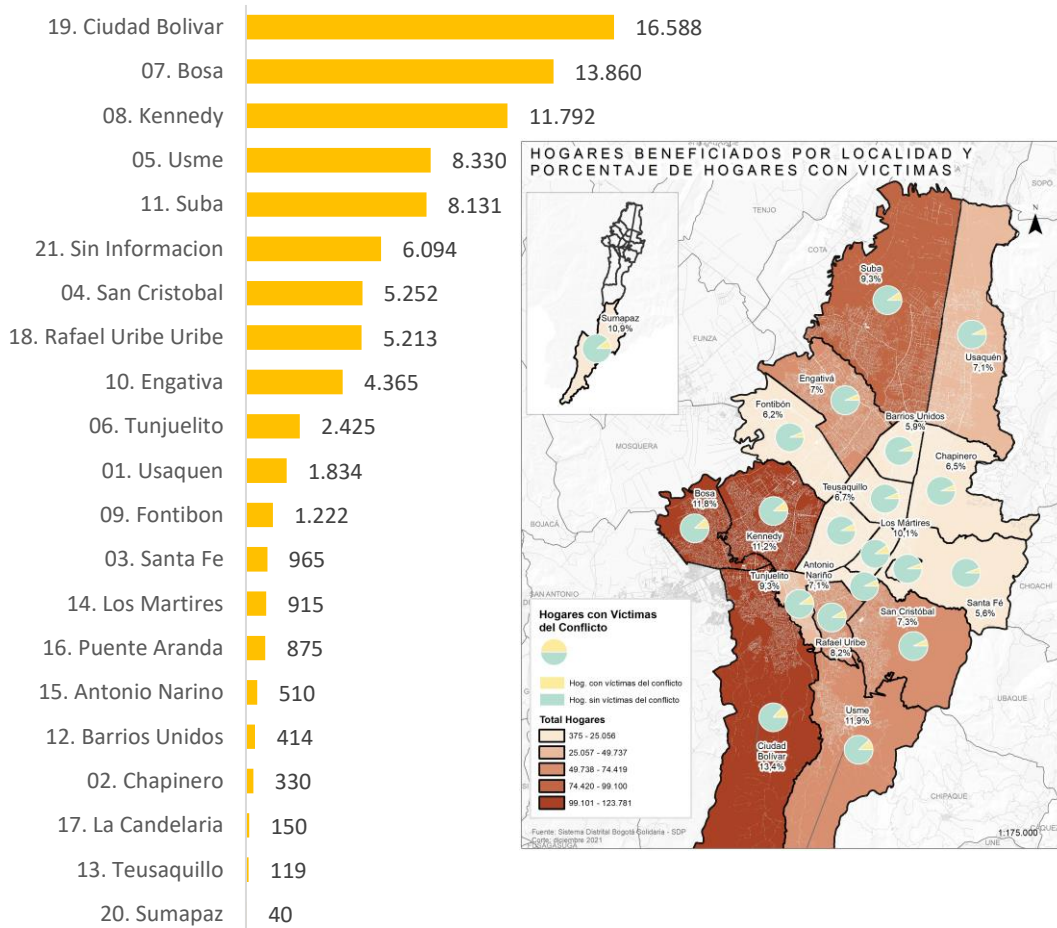 19. Ciudad Bolivar 16.588
07. Bosa 13.860
08. Kennedy 11.792
05. Usme 8.330
11. Suba 8.131
21. Sin Informacion 6.094
04. San Cristobal 5.252
18. Rafael Uribe Uribe 5.213
10. Engativa 4.365
06. Tunjuelito 2.425
01. Usaquen 1.834
09. Fontibon 1.222
03. Santa Fe 965
14. Los Martires 915
16. Puente Aranda 875
15. Antonio Narino 510
12. Barrios Unidos 414
02. Chapinero 330
17. La Candelaria 150
13. Teusaquillo 119
20. Sumapaz 40
HOGARES BENEFICIADOS POR LOCALIDAD Y
PORCENTAJE DE HOGARES CON VICTIMAS
SOPÓ
N
TENJO
COTA
Suba
9,3%
Sumapaz
10,9%
FUNZA
Usaquén
7,1%
Engativá
7%
Fontibón
6,2%
Barrios Unidos
5,9%
MOSQUERA
Chapinero
6,5%
Teusaquillo
6,7%
Bosa
11,8%
BOJACÁ
Los Mártires
10,1%
Kennedy
11,2%
Antonio
Nariño
7,1%
Tunjuelito
9,3%
CHOACHÍ
SAN ANTONIO
Santa Fé
5,6%
San Cristóbal
7,3%
Rafael Uribe
8,2%
UBAQUE
Usme
11,9%
Ciudad
Bolívar
13,4%
CHIPAQUE
UNE
Hogares con Víctimas
del Conflicto
Hog. con víctimas del conflicto
Hog. sin víctimas del conflicto
Total Hogares
375 - 25.056
25.057 - 49.737
49.738 - 74.419
74.420 - 99.100
99.101 - 123.781
Fuente: Sistema Distrital Bogotá Solidaria - SDP
Corte: diciembre 2021
1:175.000